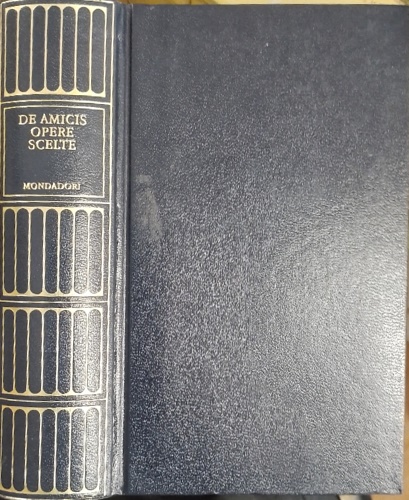 DE AMICIS
OPERE
SCELTE
MONDADORI